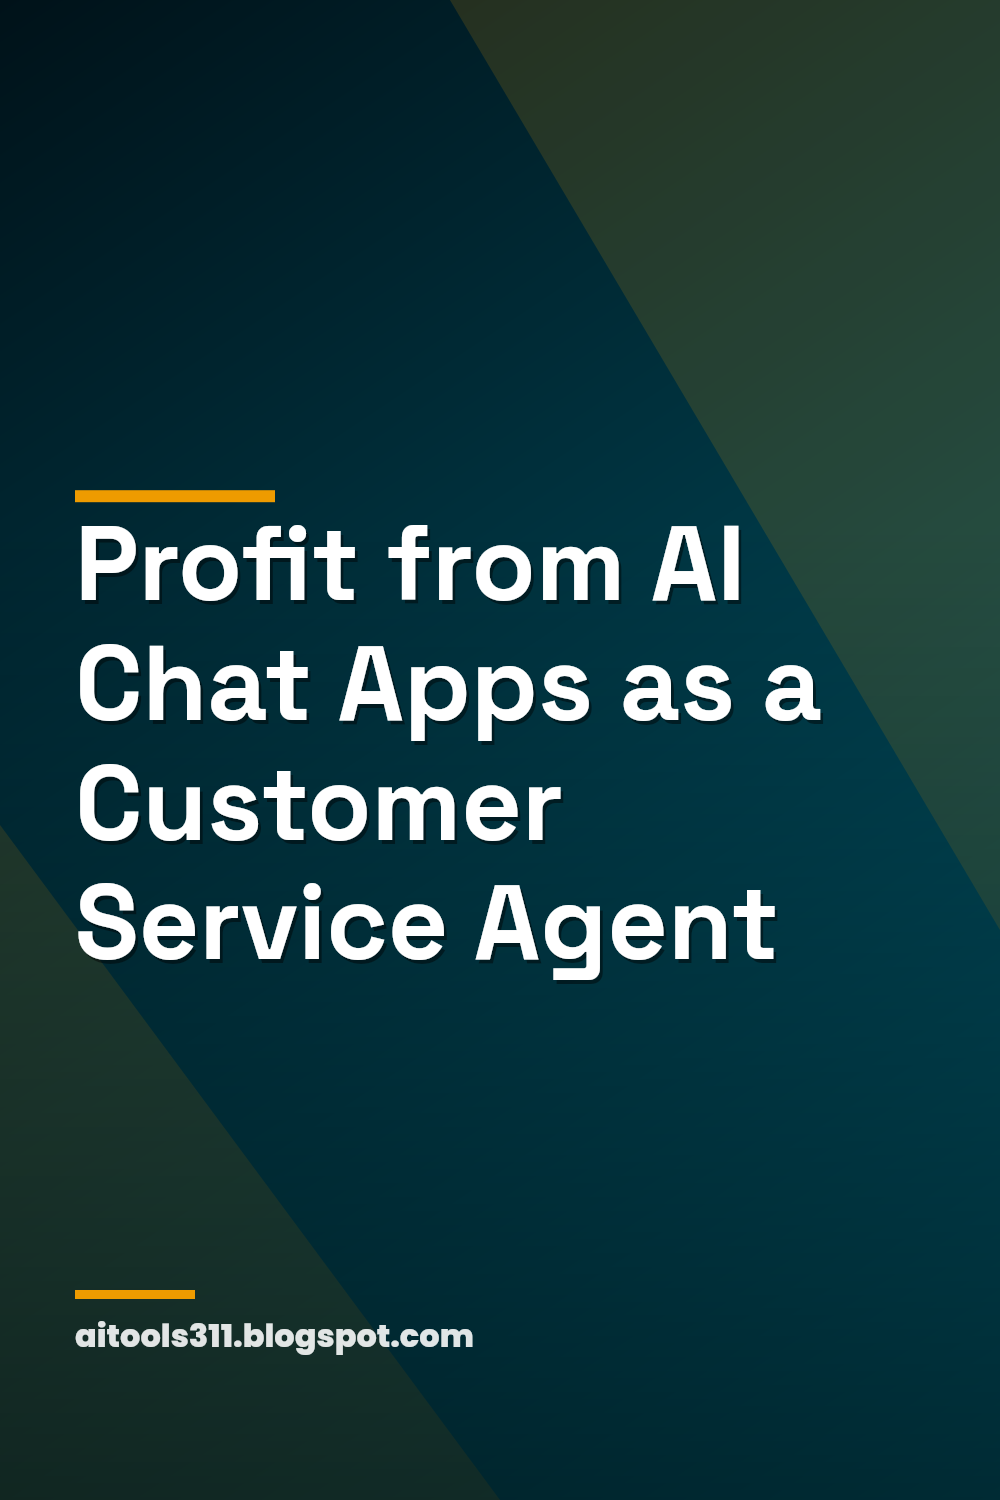 Profit from AI
Chat Apps as a
Customer
Service Agent
aitools311.blogspot.com